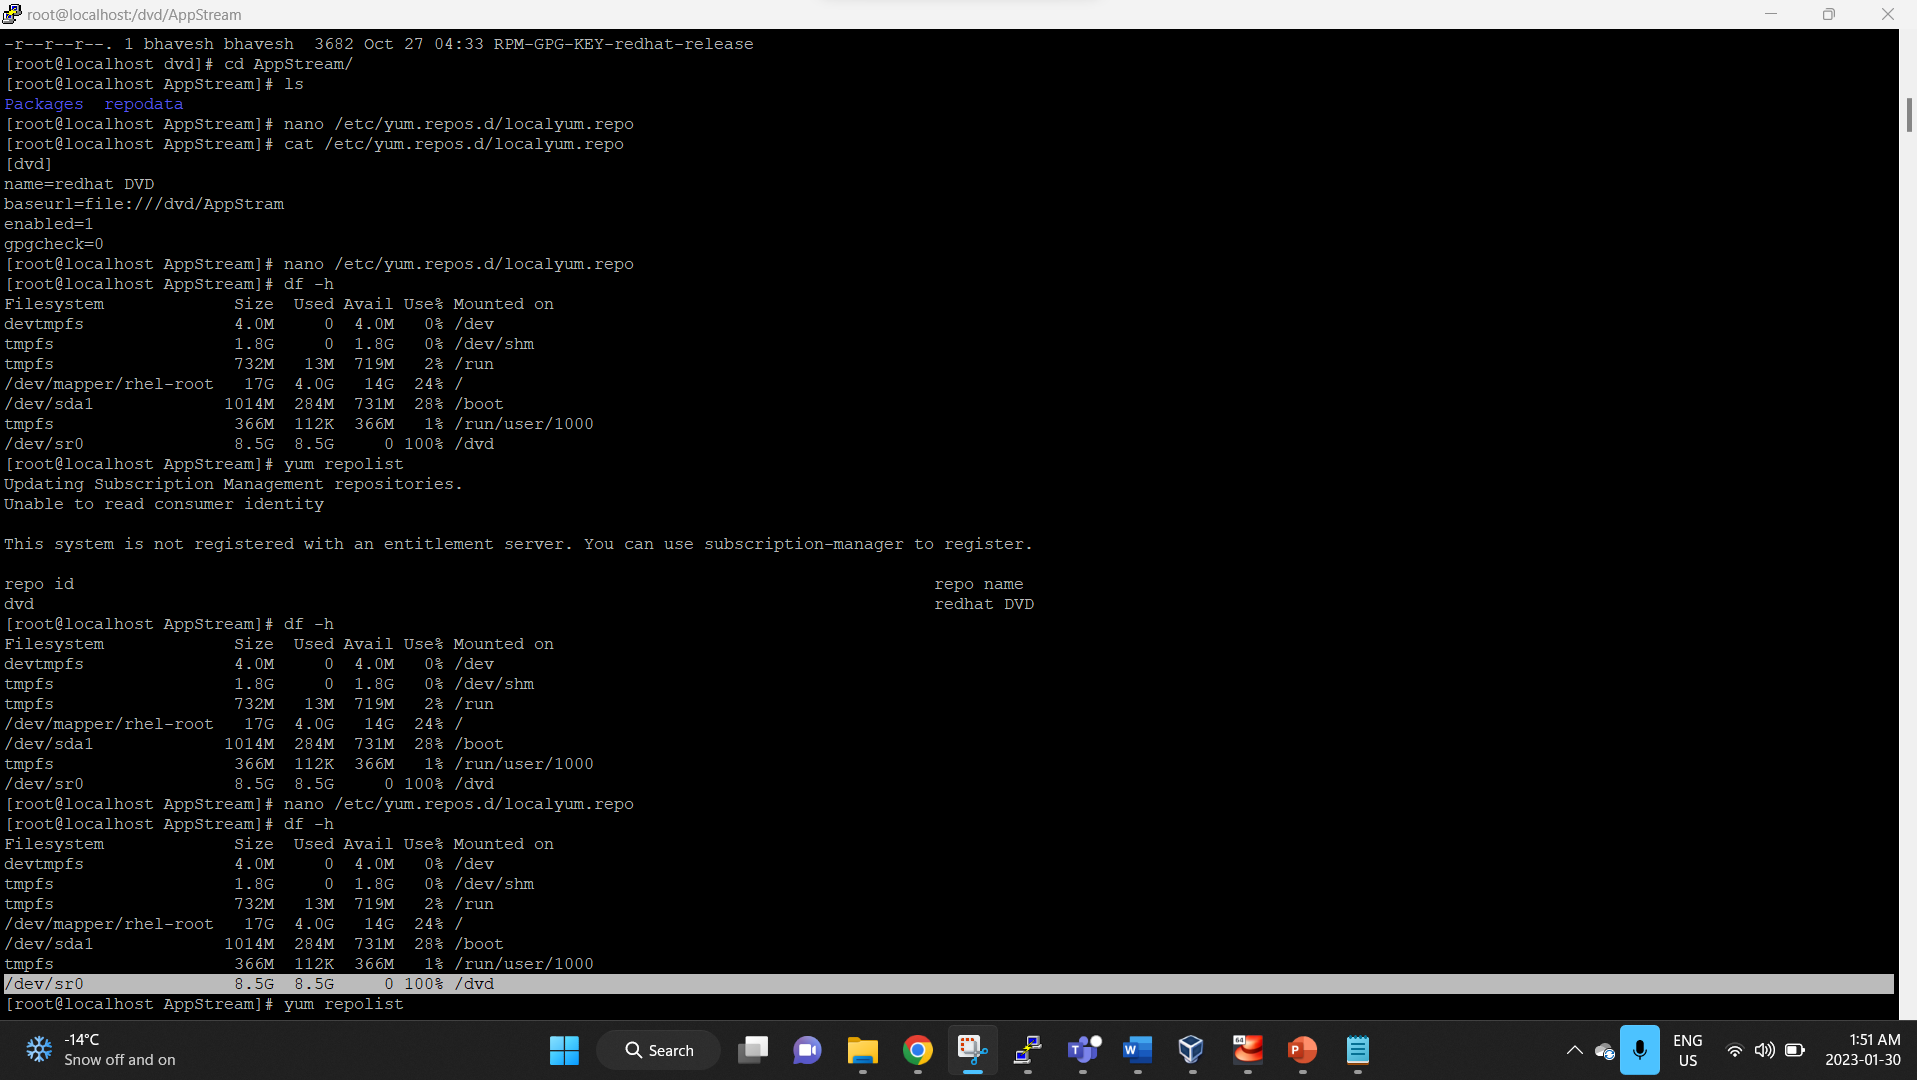 root@localhost:/dvd/AppStream
-r--r--r--. 1 bhavesh bhavesh  3682 Oct 27 04:33 RPM-GPG-KEY-redhat-release
[root@localhost dvd]# cd AppStream/
[root@localhost AppStream]# ls
Packages  repodata
[root@localhost AppStream]# nano /etc/yum.repos.d/localyum.repo
[root@localhost AppStream]# cat /etc/yum.repos.d/localyum.repo
[dvd]
name=redhat DVD
baseurl=file:///dvd/AppStram
enabled=1
gpgcheck=0
[root@localhost AppStream]# nano /etc/yum.repos.d/localyum.repo
[root@localhost AppStream]# df -h
Filesystem             Size  Used Avail Use% Mounted on
devtmpfs               4.0M     0  4.0M   0% /dev
tmpfs                  1.8G     0  1.8G   0% /dev/shm
tmpfs                  732M   13M  719M   2% /run
/dev/mapper/rhel-root   17G  4.0G   14G  24% /
/dev/sda1             1014M  284M  731M  28% /boot
tmpfs                  366M  112K  366M   1% /run/user/1000
/dev/sr0               8.5G  8.5G     0 100% /dvd
[root@localhost AppStream]# yum repolist
Updating Subscription Management repositories.
Unable to read consumer identity
This system is not registered with an entitlement server. You can use subscription-manager to register.
repo id                                                                                      repo name
dvd                                                                                          redhat DVD
[root@localhost AppStream]# df -h
Filesystem             Size  Used Avail Use% Mounted on
devtmpfs               4.0M     0  4.0M   0% /dev
tmpfs                  1.8G     0  1.8G   0% /dev/shm
tmpfs                  732M   13M  719M   2% /run
/dev/mapper/rhel-root   17G  4.0G   14G  24% /
/dev/sda1             1014M  284M  731M  28% /boot
tmpfs                  366M  112K  366M   1% /run/user/1000
/dev/sr0               8.5G  8.5G     0 100% /dvd
[root@localhost AppStream]# nano /etc/yum.repos.d/localyum.repo
[root@localhost AppStream]# df -h
Filesystem             Size  Used Avail Use% Mounted on
devtmpfs               4.0M     0  4.0M   0% /dev
tmpfs                  1.8G     0  1.8G   0% /dev/shm
tmpfs                  732M   13M  719M   2% /run
/dev/mapper/rhel-root   17G  4.0G   14G  24% /
/dev/sda1             1014M  284M  731M  28% /boot
tmpfs                  366M  112K  366M   1% /run/user/1000
/dev/sr0               8.5G  8.5G     0 100% /dvd
[root@localhost AppStream]# yum repolist
-14°C
Snow off and on
Search
64
ENG
US
1:51 AM
2023-01-30